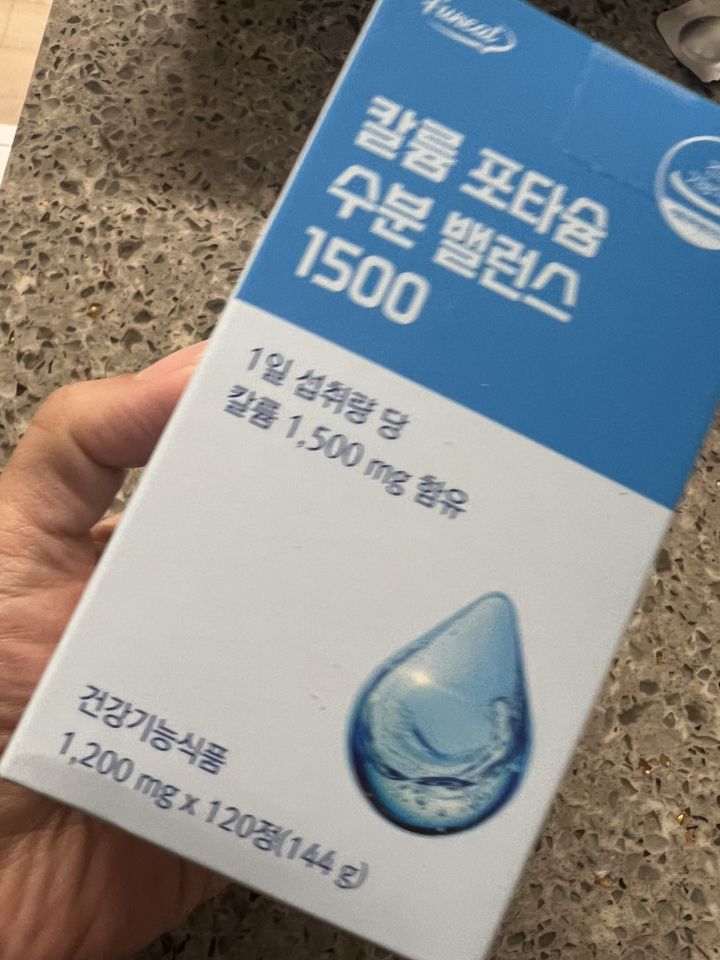 칼륨 포타슘
수분 밸런스
1500
1일 섭취량 당
칼륨 1,500 mg 함유
건강기능식품
1,200 mg x 120정(144 g)